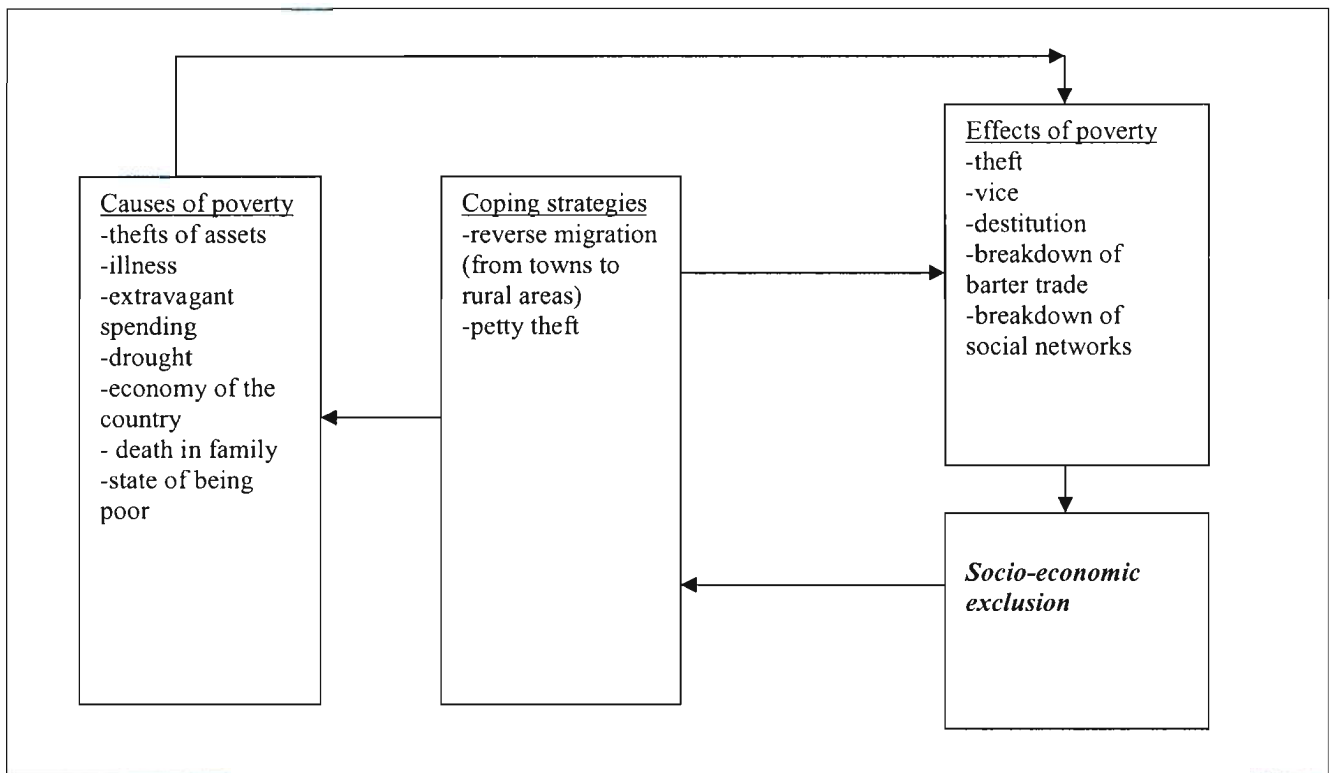 Causes of poverty
-thefts of assets
-illness
-extravagant
spending
-drought
-economy of the
country
- death in family
-state of being
poor
Coping strategies
-reverse migration
(from towns to
rural areas)
-petty theft
Effects of poverty
-theft
-vice
-destitution
-breakdown of
barter trade
-breakdown of
social networks
Socio-economic
exclusion